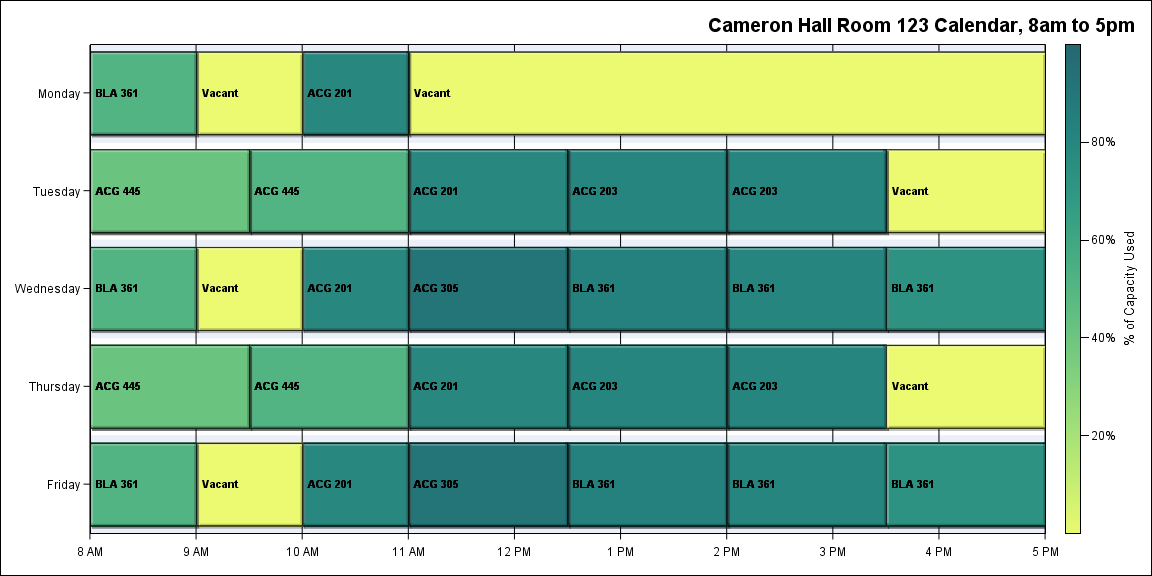 Cameron Hall Room 123 Calendar, 8am to 5pm
Monday
BLA 361
Vacant
ACG 201
Vacant
Tuesday
ACG 445
ACG 445
ACG 201
ACG 203
ACG 203
Vacant
Wednesday
BLA 361
Vacant
ACG 201
ACG 305
BLA 361
BLA 361
BLA 361
Thursday
ACG 445
ACG 445
ACG 201
ACG 203
ACG 203
Vacant
Friday
BLA 361
Vacant
ACG 201
ACG 305
BLA 361
BLA 361
BLA 361
8 AM
9 AM
10 AM
11 AM
12 PM
1 PM
2 PM
3 PM
4 PM
5 PM
80%
60%
40%
20%
% of Capacity Used